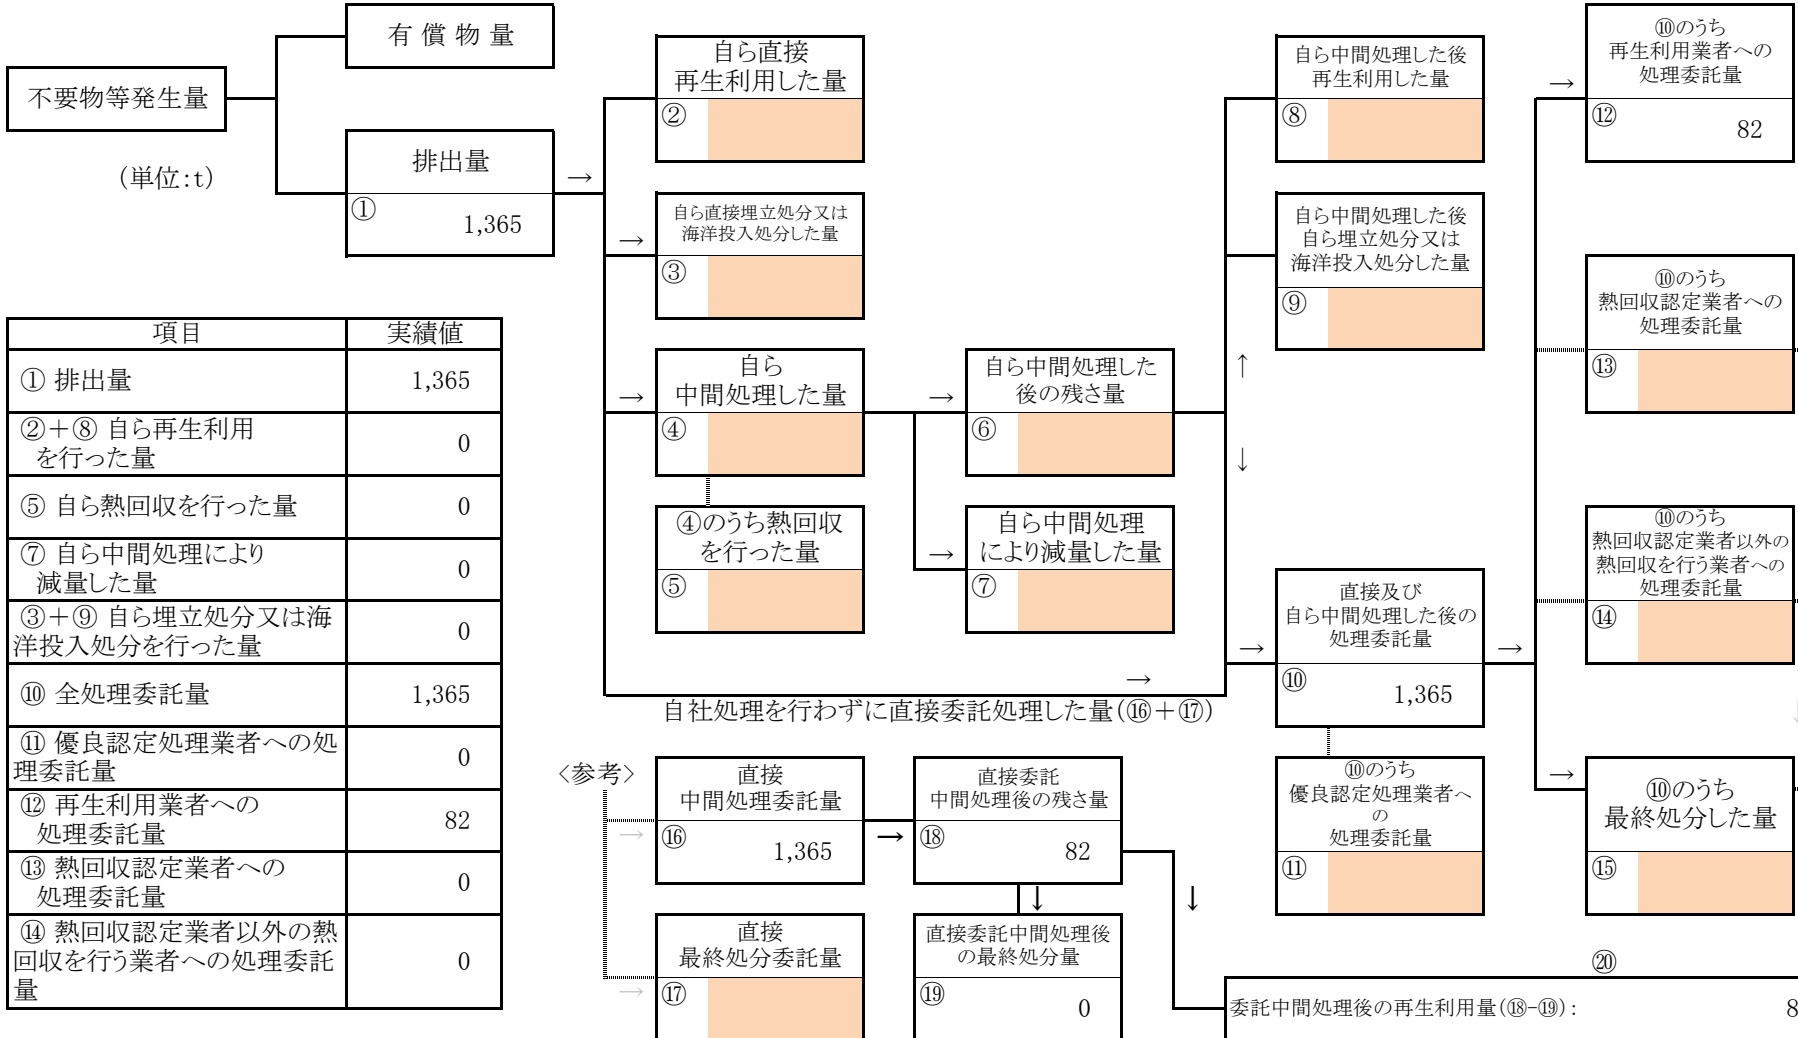 有償物量
不要物等発生量
(単位:t)
排出量
①
1,365
→
自ら直接
再生利用した量
②
→
自ら直接埋立処分又は
海洋投入処分した量
③
→
自ら
中間処理した量
④
④のうち熱回収
を行った量
⑤
→
自ら中間処理した
後の残さ量
⑥
→
自ら中間処理
により減量した量
⑦
自ら中間処理した後
再生利用した量
⑧
自ら中間処理した後
自ら埋立処分又は
海洋投入処分した量
⑨
↑
↓
→
自社処理を行わずに直接委託処理した量(⑯+⑰)
→
直接及び
自ら中間処理した後の
処理委託量
⑩
1,365
→
⑩のうち
優良認定処理業者へ
の
処理委託量
⑪
→
⑩のうち
再生利用業者への
処理委託量
⑫
82
⑩のうち
熱回収認定業者への
処理委託量
⑬
⑩のうち
熱回収認定業者以外の
熱回収を行う業者への
処理委託量
⑭
→
⑩のうち
最終処分した量
⑮
項目 実績値
① 排出量 1,365
②+⑧ 自ら再生利用
を行った量 0
⑤ 自ら熱回収を行った量 0
⑦ 自ら中間処理により
減量した量 0
③+⑨ 自ら埋立処分又は海
洋投入処分を行った量 0
⑩ 全処理委託量 1,365
⑪ 優良認定処理業者への処
理委託量 0
⑫ 再生利用業者への
処理委託量 82
⑬ 熱回収認定業者への
処理委託量 0
⑭ 熱回収認定業者以外の熱
回収を行う業者への処理委託
量 0
<参考>
→
直接
中間処理委託量
⑯
1,365
→
直接委託
中間処理後の残さ量
⑱
82
↓
↓
→
直接
最終処分委託量
⑰
直接委託中間処理後
の最終処分量
⑲
0
⑳
委託中間処理後の再生利用量(⑱-⑲): 8